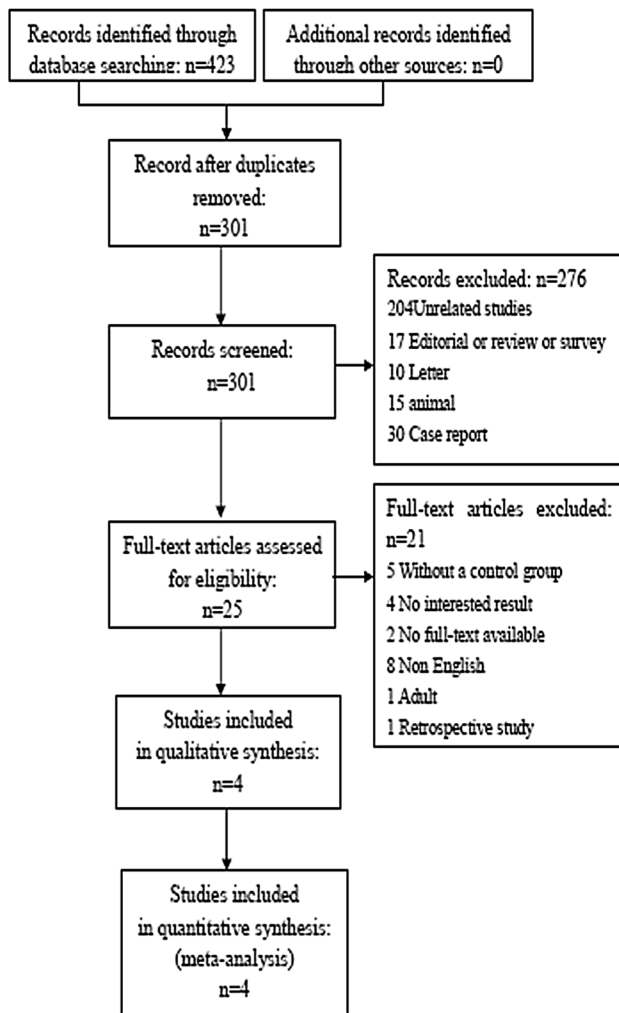 Records identified through
database searching: n=423
Additional records identified
through other sources: n=0
Record after duplicates
removed:
n=301
Records screened:
n=301
Records excluded: n=276
204Unrelated studies
17 Editorial or review or survey
10 Letter
15 animal
30 Case report
Full-text articles assessed
for eligibility:
n=25
Full-text articles excluded:
n=21
5 Without a control group
4 No interested result
2 No full-text available
8 Non English
1 Adult
1 Retrospective study
Studies included
in qualitative synthesis:
n=4
Studies included
in quantitative synthesis:
(meta-analysis)
n=4